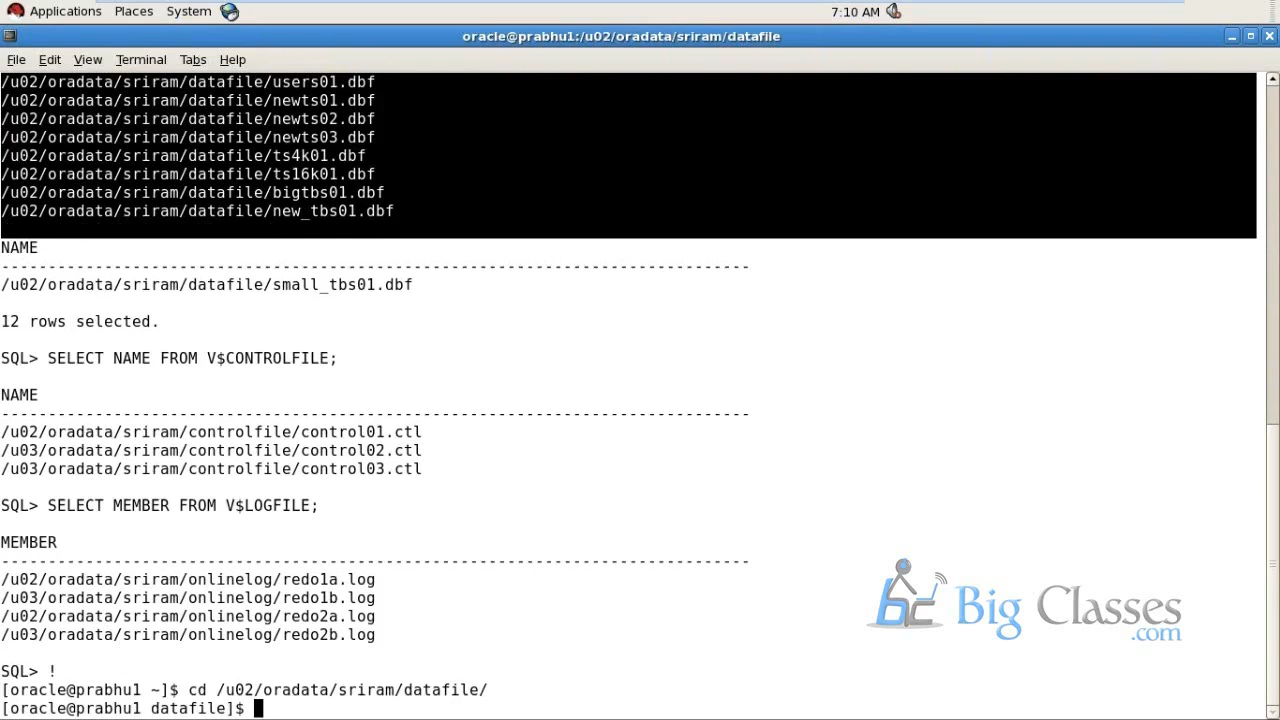 Applications Places System 7:10 AM
oracle@prabhu1:/u02/oradata/sriram/datafile
File Edit View Terminal Tabs Help
/u02/oradata/sriram/datafile/users01.dbf
/u02/oradata/sriram/datafile/newts01.dbf
/u02/oradata/sriram/datafile/newts02.dbf
/u02/oradata/sriram/datafile/newts03.dbf
/u02/oradata/sriram/datafile/ts4k01.dbf
/u02/oradata/sriram/datafile/ts16k01.dbf
/u02/oradata/sriram/datafile/bigtbs01.dbf
/u02/oradata/sriram/datafile/new_tbs01.dbf
NAME
--------------------------------------------------------------------------------
/u02/oradata/sriram/datafile/small_tbs01.dbf
12 rows selected.
SQL> SELECT NAME FROM V$CONTROLFILE;
NAME
--------------------------------------------------------------------------------
/u02/oradata/sriram/controlfile/control01.ctl
/u03/oradata/sriram/controlfile/control02.ctl
/u03/oradata/sriram/controlfile/control03.ctl
SQL> SELECT MEMBER FROM V$LOGFILE;
MEMBER
--------------------------------------------------------------------------------
/u02/oradata/sriram/onlinelog/redo1a.log
/u03/oradata/sriram/onlinelog/redo1b.log
/u02/oradata/sriram/onlinelog/redo2a.log
/u03/oradata/sriram/onlinelog/redo2b.log
Big Classes
.com
SQL> !
[oracle@prabhu1 ~]$ cd /u02/oradata/sriram/datafile/
[oracle@prabhu1 datafile]$